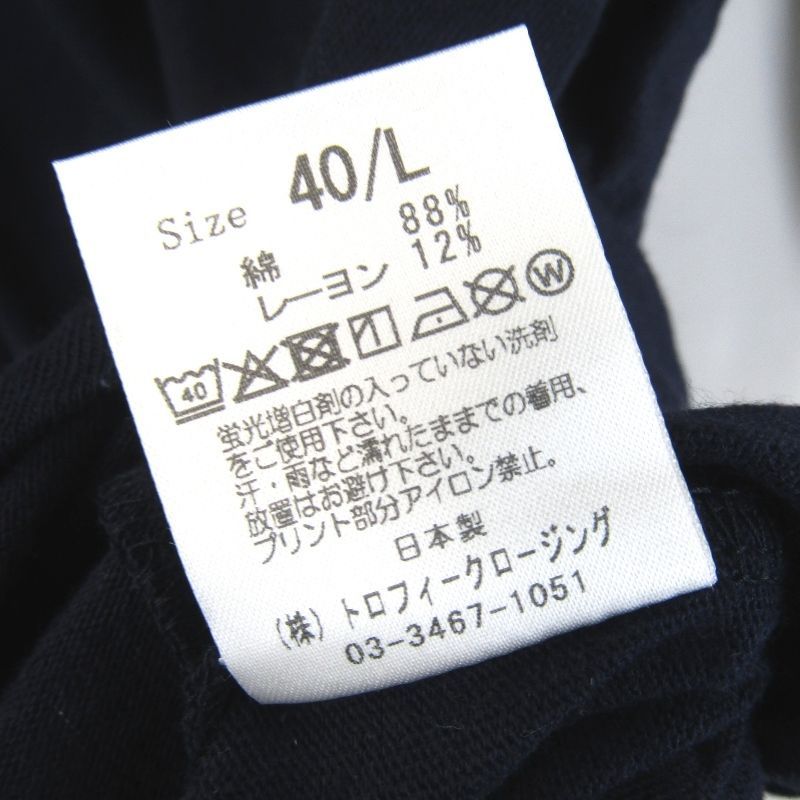 Size 40/L
綿 88%
レーヨン 12%
40 W
蛍光増白剤の入っていない洗剤
をご使用下さい。
汗・雨など濡れたままでの着用、
放置はお避け下さい。
プリント部分アイロン禁止。
日本製
(株)トロフィークロージング
03-3467-1051